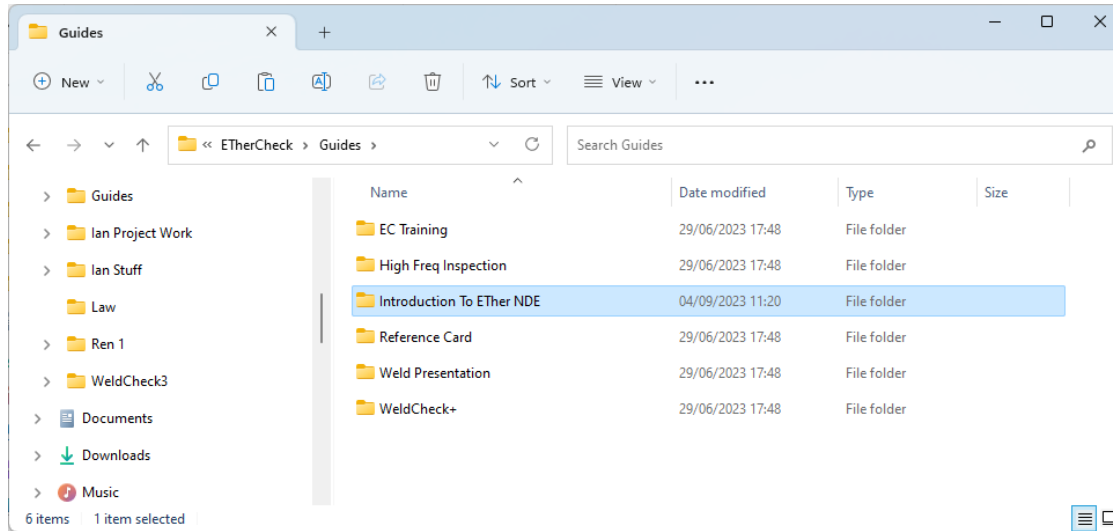 Guides
New
Sort
View
« ETherCheck > Guides >
Search Guides
Guides
Ian Project Work
Ian Stuff
Law
Ren 1
WeldCheck3
Documents
Downloads
Music
Name Date modified Type Size
EC Training 29/06/2023 17:48 File folder
High Freq Inspection 29/06/2023 17:48 File folder
Introduction To ETher NDE 04/09/2023 11:20 File folder
Reference Card 29/06/2023 17:48 File folder
Weld Presentation 29/06/2023 17:48 File folder
WeldCheck+ 29/06/2023 17:48 File folder
6 items 1 item selected